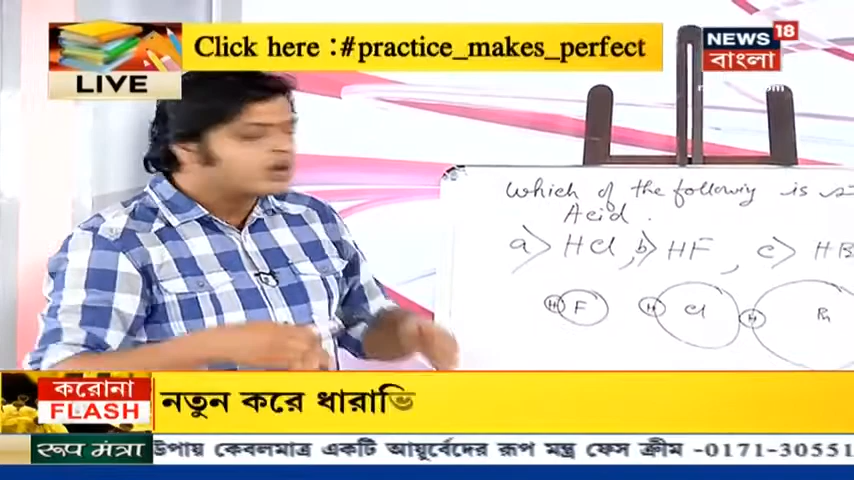 Click here : #practice_makes_perfect
LIVE
NEWS 18
বাংলা
Which of the following is
Acid .
a> HCl, b> HF, c> HB
H F H Cl H Br
করোনা
FLASH
নতুন করে ধারাভি
রূপ মন্ত্রা
উপায় কেবলমাত্র একটি আয়ুর্বেদের রূপ মন্ত্র ফেস ক্রীম -0171-30551